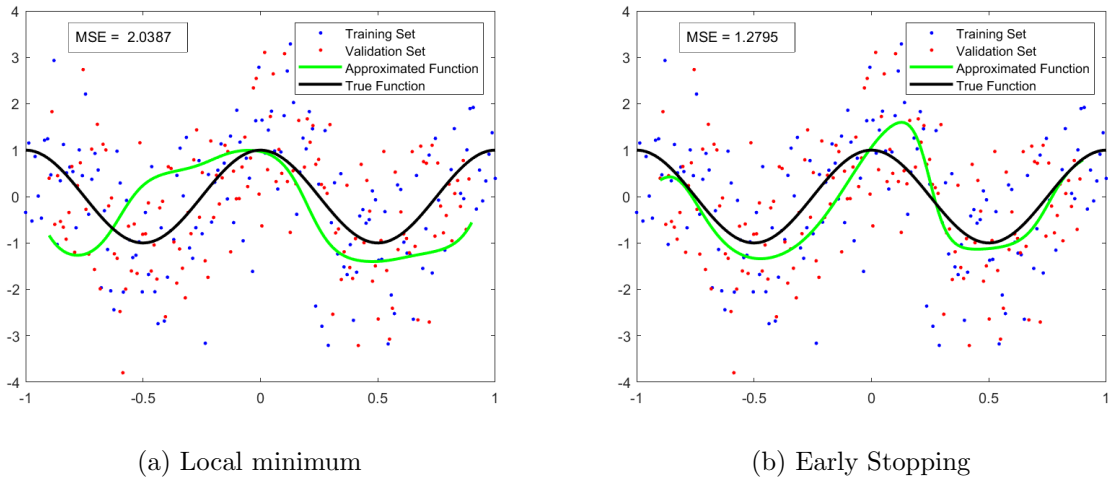 MSE = 2.0387
Training Set
Validation Set
Approximated Function
True Function
4
3
2
1
0
-1
-2
-3
-4
-1
-0.5
0
0.5
1
(a) Local minimum
MSE = 1.2795
Training Set
Validation Set
Approximated Function
True Function
4
3
2
1
0
-1
-2
-3
-4
-1
-0.5
0
0.5
1
(b) Early Stopping